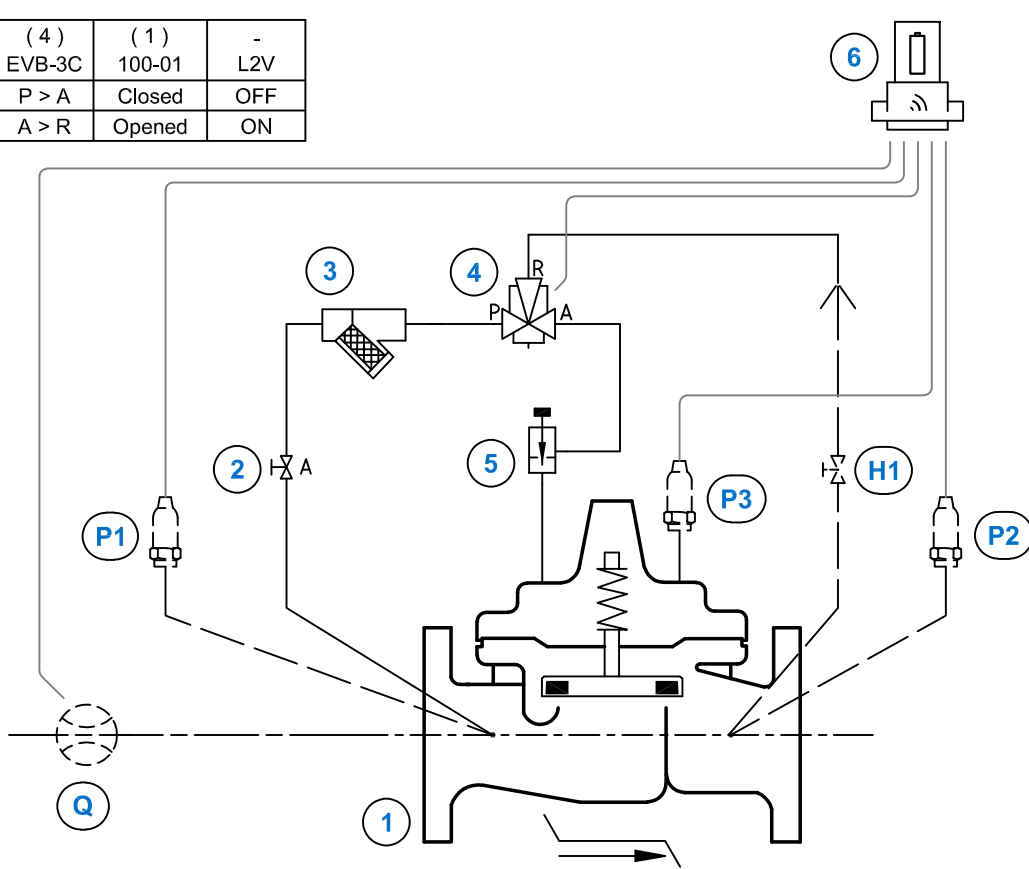 ( 4 ) ( 1 ) -
EVB-3C 100-01 L2V
P > A Closed OFF
A > R Opened ON
6
3
4
R
P
A
2
A
5
P3
H1
P1
P2
Q
1